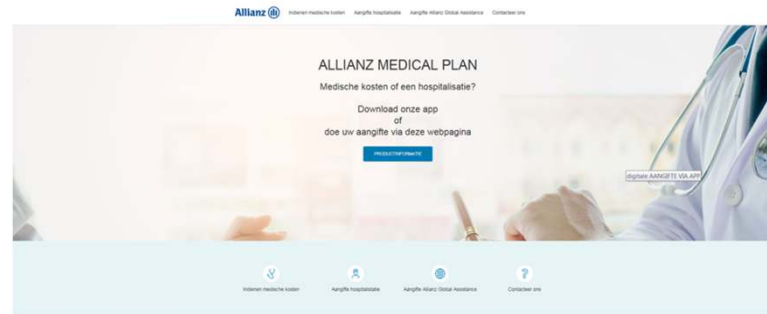 Allianz
Indienen medische kosten Aangifte hospitalisatie Aangifte Allianz Global Assistance Contacteer ons
ALLIANZ MEDICAL PLAN
Medische kosten of een hospitalisatie?
Download onze app
of
doe uw aangifte via deze webpagina
PRODUCTINFORMATIE
digitale AANGIFTE VIA APP
Indienen medische kosten Aangifte hospitalistatie Aangifte Allianz Global Assistance Contacteer ons